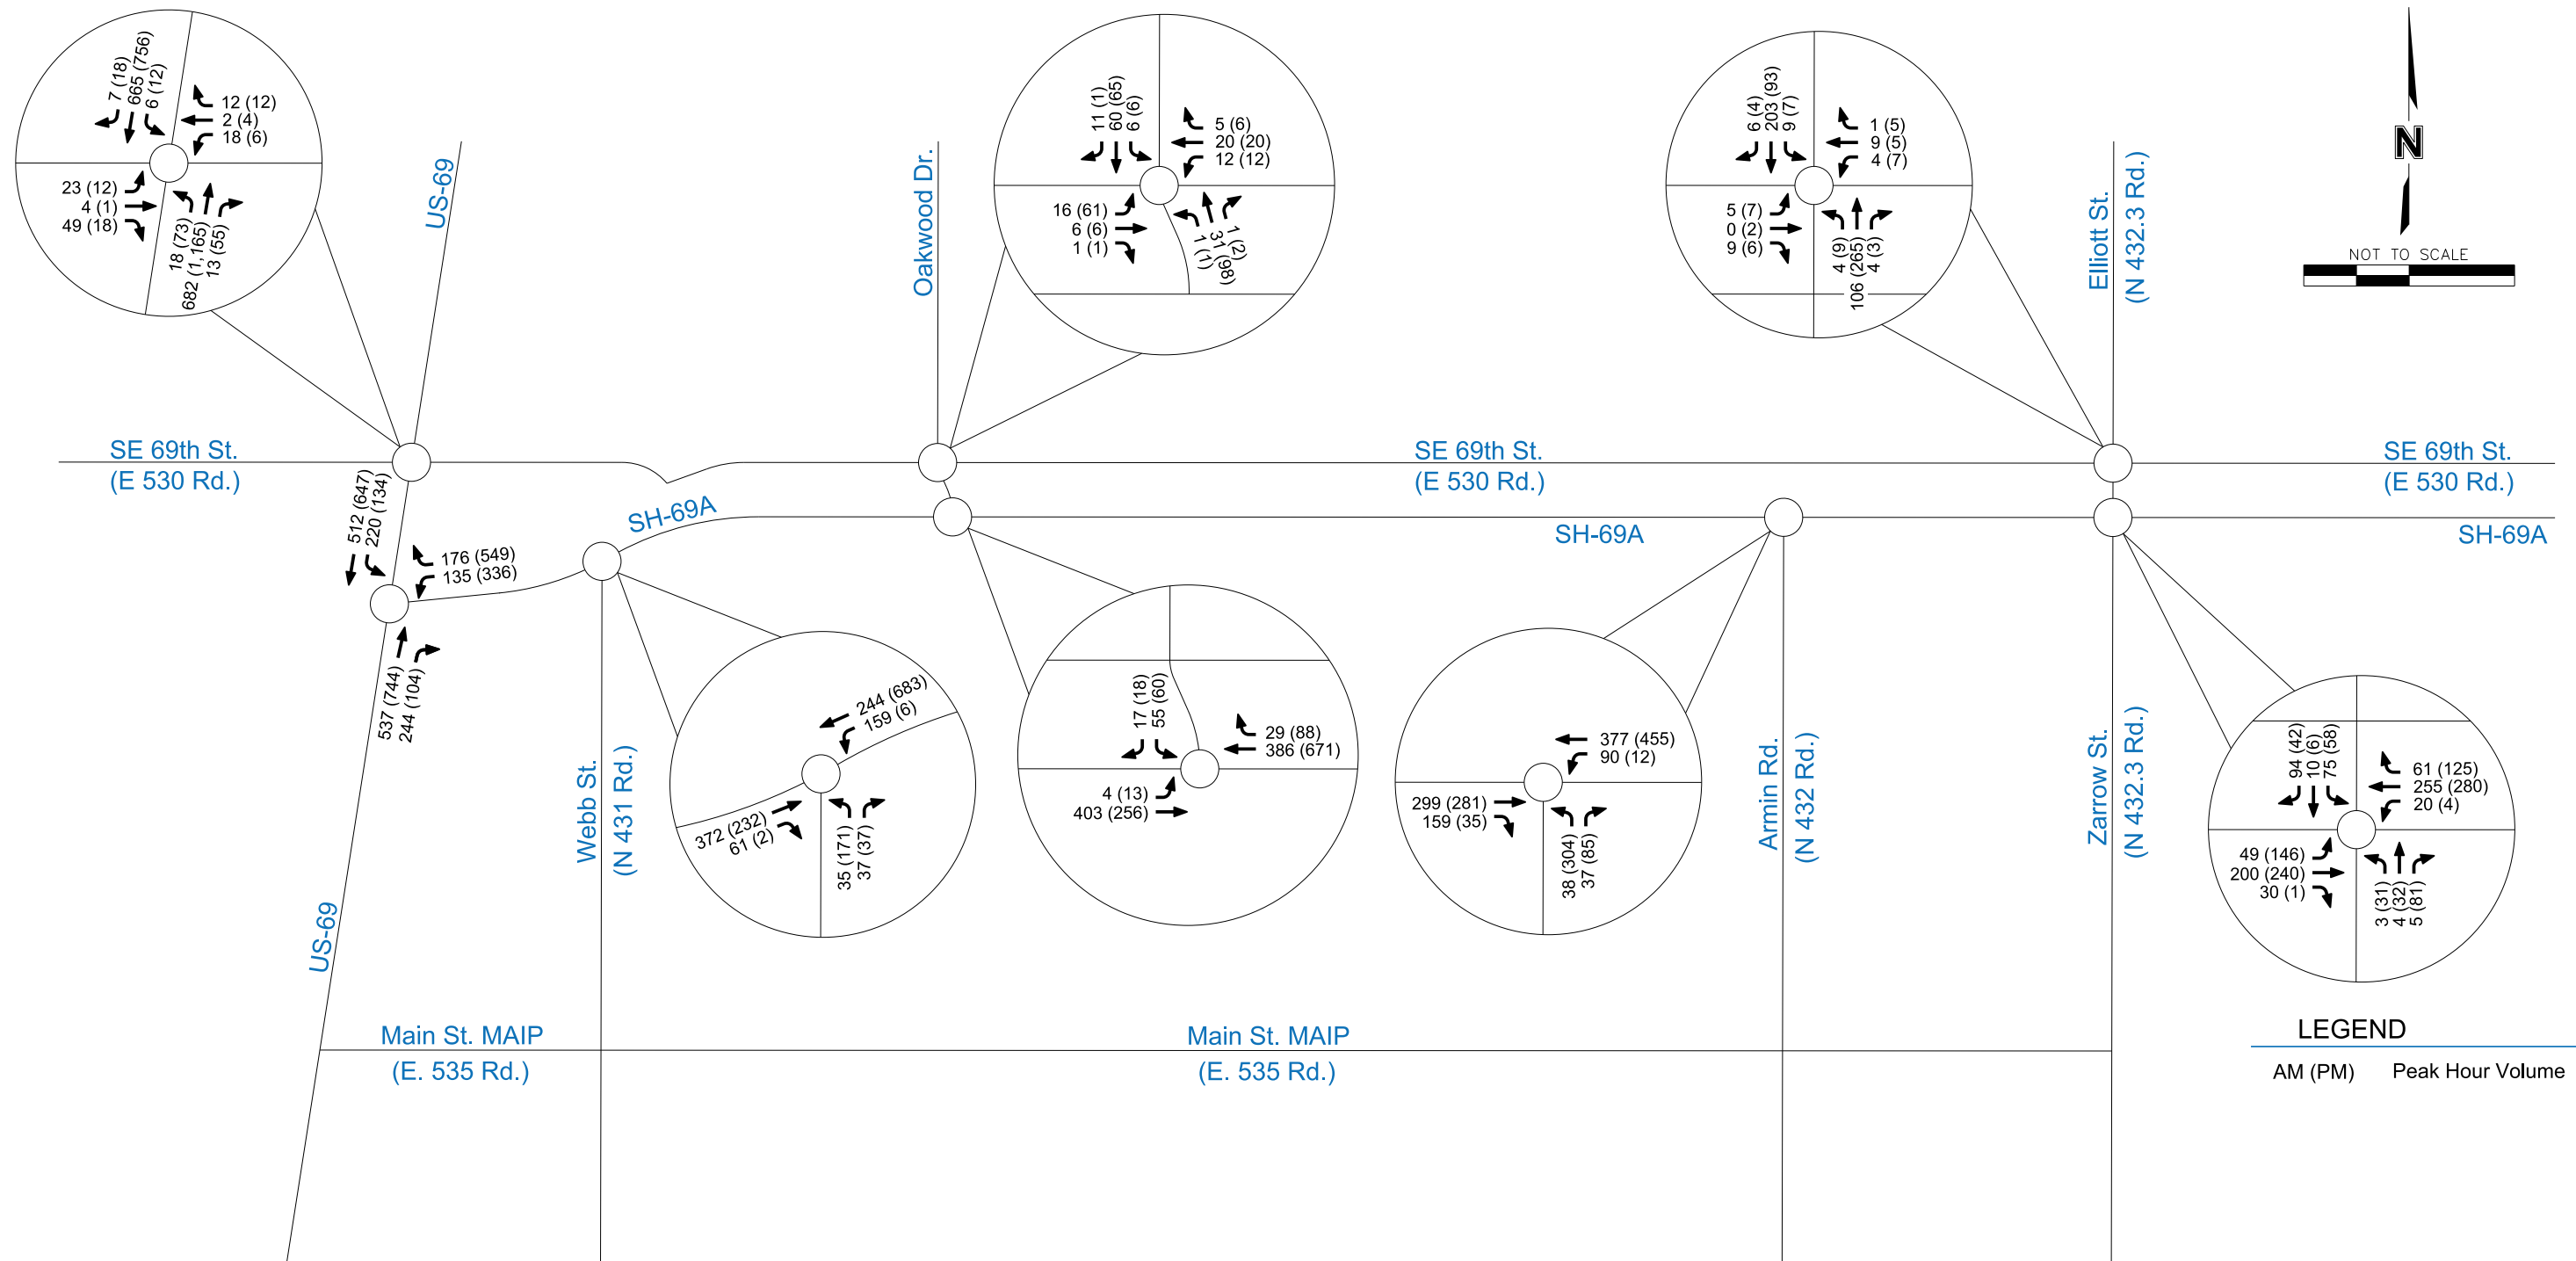 7 (18)
665 (756)
6 (12)
12 (12)
2 (4)
18 (6)
23 (12)
4 (1)
49 (18)
18 (73)
682 (1,165)
13 (55)
US-69
Oakwood Dr.
11 (1)
60 (65)
6 (6)
5 (6)
20 (20)
12 (12)
16 (61)
6 (6)
1 (1)
1 (1)
31 (98)
1 (2)
6 (4)
203 (93)
9 (7)
1 (5)
9 (5)
4 (7)
5 (7)
0 (2)
9 (6)
4 (9)
106 (265)
4 (3)
Elliott St.
(N 432.3 Rd.)
N
NOT TO SCALE
SE 69th St.
(E 530 Rd.)
SE 69th St.
(E 530 Rd.)
SE 69th St.
(E 530 Rd.)
512 (647)
220 (134)
176 (549)
135 (336)
537 (744)
244 (104)
SH-69A
SH-69A
SH-69A
US-69
Webb St.
(N 431 Rd.)
244 (683)
159 (6)
372 (232)
61 (2)
35 (171)
37 (37)
17 (18)
55 (60)
29 (88)
386 (671)
4 (13)
403 (256)
377 (455)
90 (12)
299 (281)
159 (35)
38 (304)
37 (85)
Armin Rd.
(N 432 Rd.)
Zarrow St.
(N 432.3 Rd.)
94 (42)
10 (6)
75 (58)
61 (125)
255 (280)
20 (4)
49 (146)
200 (240)
30 (1)
3 (31)
4 (32)
5 (81)
Main St. MAIP
(E. 535 Rd.)
Main St. MAIP
(E. 535 Rd.)
LEGEND
AM (PM) Peak Hour Volume